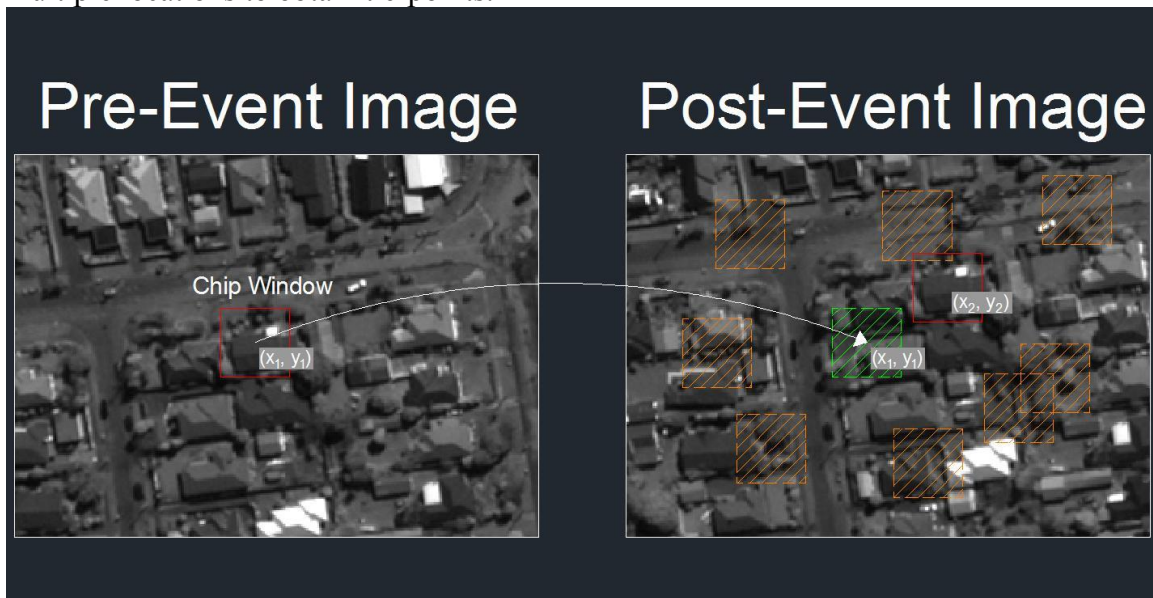 Pre-Event Image
Post-Event Image
Chip Window
(x₁, y₁)
(x₂, y₂)
(x₁, y₁)